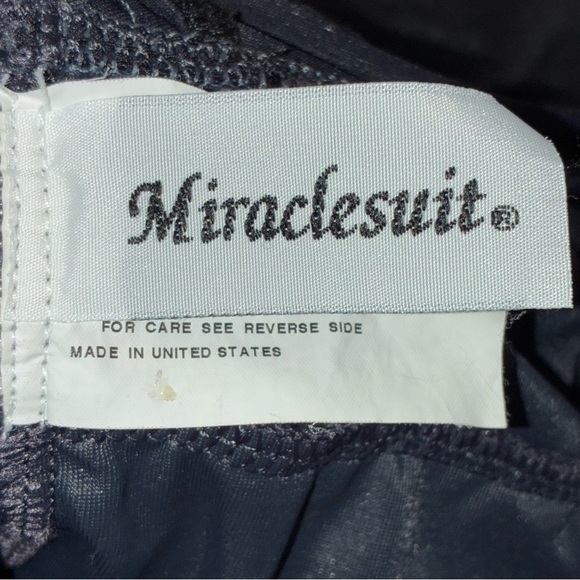 Miraclesuit®
FOR CARE SEE REVERSE SIDE
MADE IN UNITED STATES